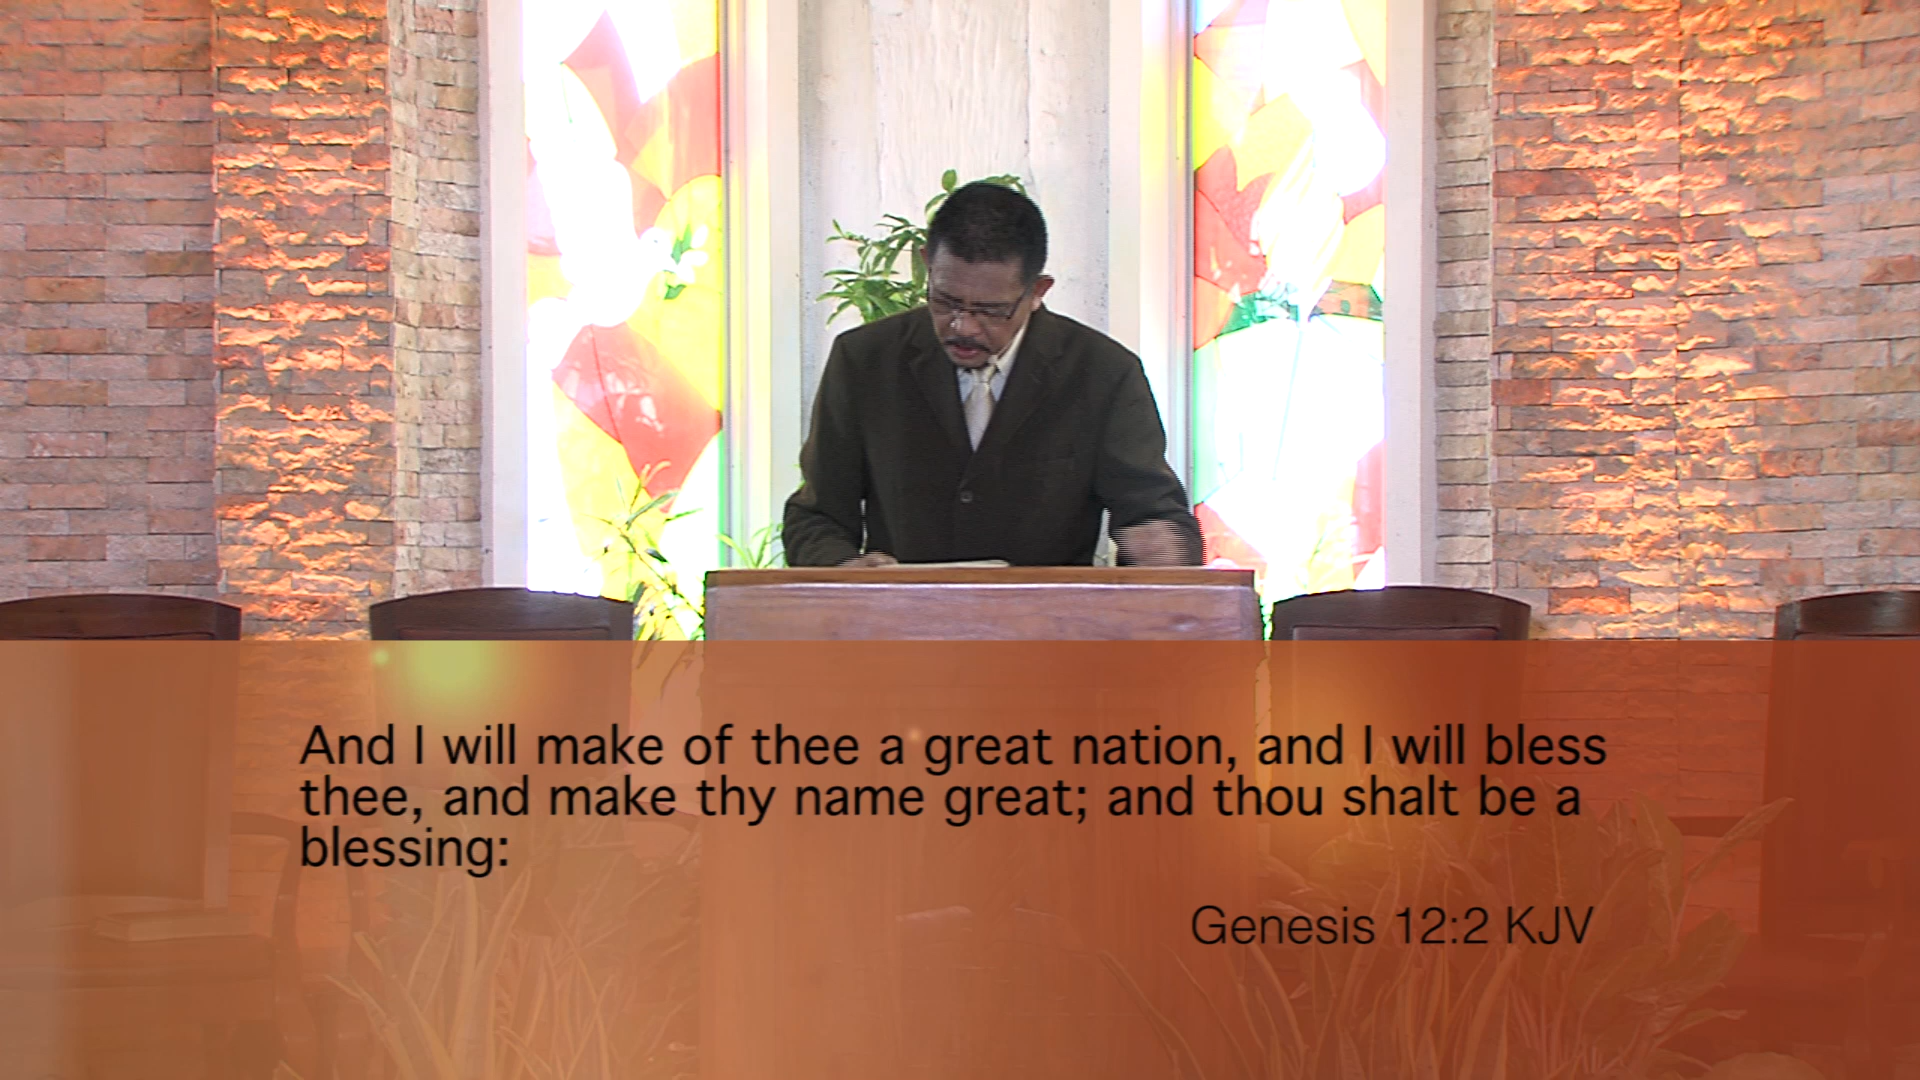 And I will make of thee a great nation, and I will bless
thee, and make thy name great; and thou shalt be a
blessing:
Genesis 12:2 KJV